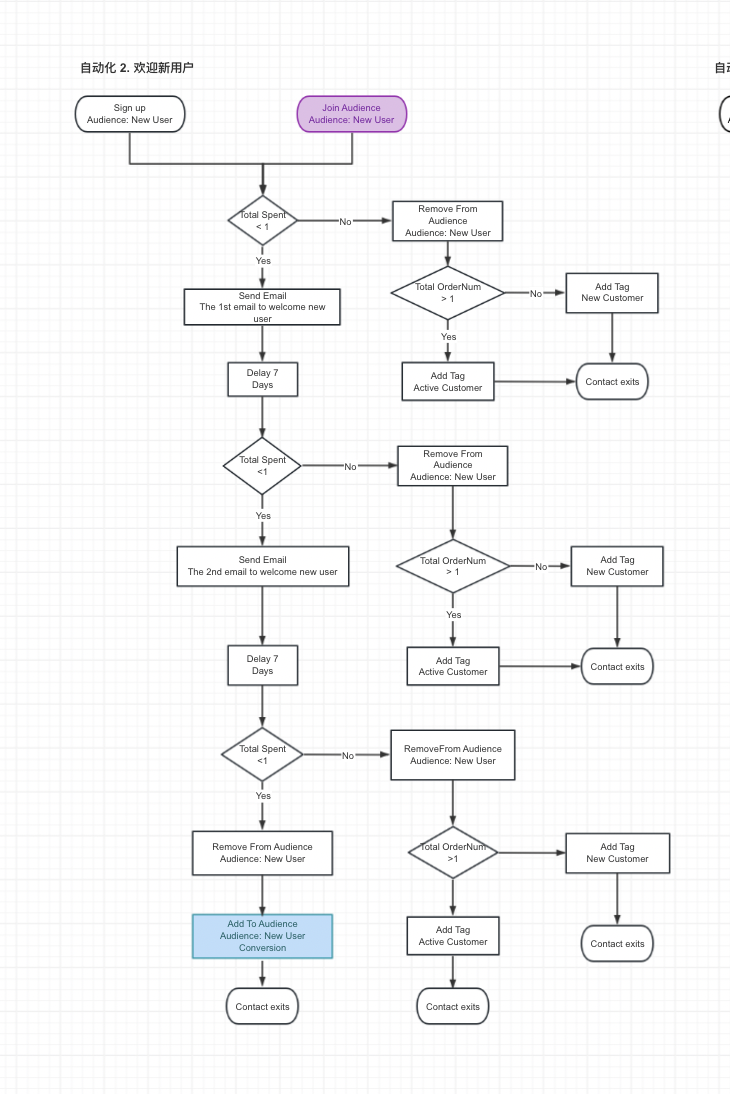 自动化 2. 欢迎新用户
自
Sign up
Audience: New User
Join Audience
Audience: New User
Total Spent
< 1
No
Remove From
Audience
Audience: New User
Yes
Send Email
The 1st email to welcome new
user
Total OrderNum
> 1
No
Add Tag
New Customer
Yes
Delay 7
Days
Add Tag
Active Customer
Contact exits
Total Spent
<1
No
Remove From
Audience
Audience: New User
Yes
Send Email
The 2nd email to welcome new user
Total OrderNum
> 1
No
Add Tag
New Customer
Yes
Delay 7
Days
Add Tag
Active Customer
Contact exits
Total Spent
<1
No
RemoveFrom Audience
Audience: New User
Yes
Remove From Audience
Audience: New User
Total OrderNum
>1
Add Tag
New Customer
Add To Audience
Audience: New User
Conversion
Add Tag
Active Customer
Contact exits
Contact exits
Contact exits